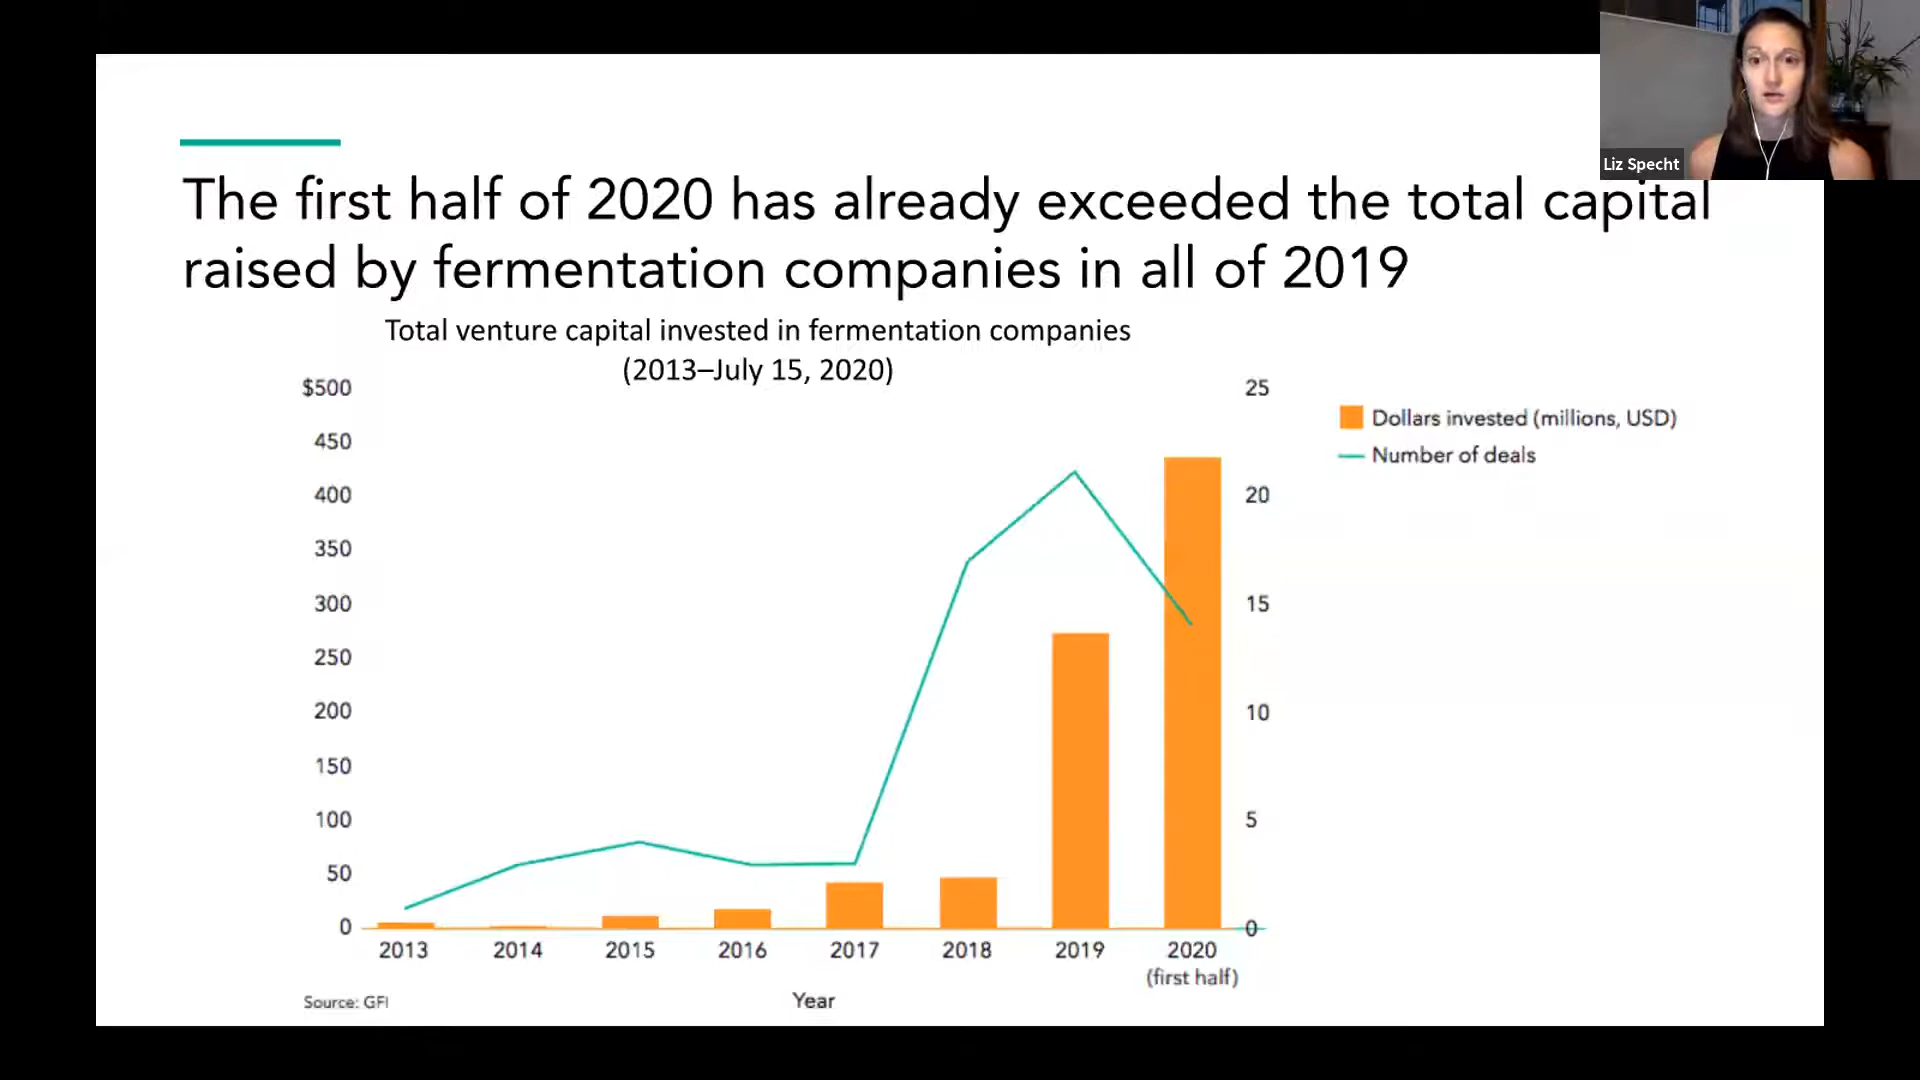 Liz Specht
The first half of 2020 has already exceeded the total capital
raised by fermentation companies in all of 2019
Total venture capital invested in fermentation companies
(2013–July 15, 2020)
$500
450
400
350
300
250
200
150
100
50
0
25
20
15
10
5
0
Dollars invested (millions, USD)
Number of deals
2013 2014 2015 2016 2017 2018 2019 2020
(first half)
Year
Source: GFI